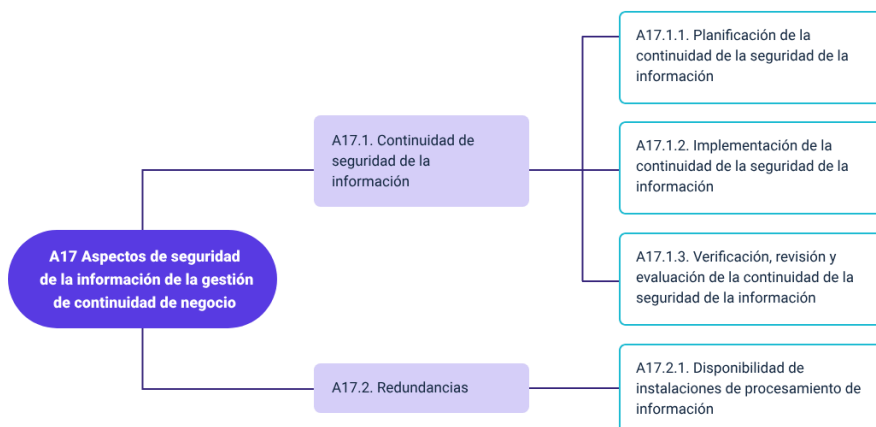 A17 Aspectos de seguridad
de la información de la gestión
de continuidad de negocio
A17.1. Continuidad de
seguridad de la
información
A17.1.1. Planificación de la
continuidad de la seguridad de la
información
A17.1.2. Implementación de la
continuidad de la seguridad de la
información
A17.1.3. Verificación, revisión y
evaluación de la continuidad de la
seguridad de la información
A17.2. Redundancias
A17.2.1. Disponibilidad de
instalaciones de procesamiento de
información